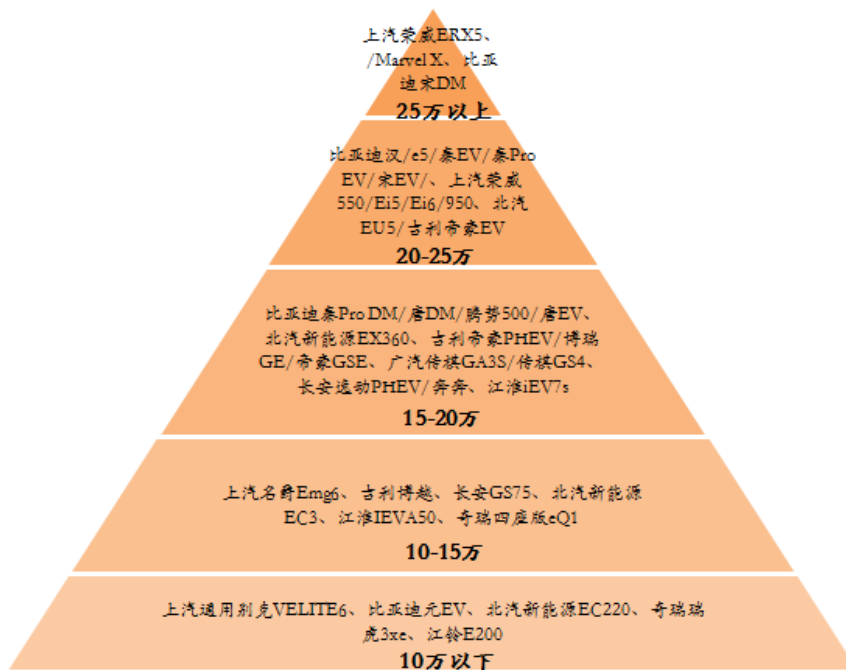 上汽荣威ERX5、
/Marvel X、比亚
迪宋DM
25万以上
比亚迪汉/e5/秦EV/秦Pro
EV/宋EV/、上汽荣威
550/Ei5/Ei6/950、北汽
EU5/吉利帝豪EV
20-25万
比亚迪秦Pro DM/唐DM/腾势500/唐EV、
北汽新能源EX360、吉利帝豪PHEV/博瑞
GE/帝豪GSE、广汽传祺GA3S/传祺GS4、
长安逸动PHEV/奔奔、江淮iEV7s
15-20万
上汽名爵Emg6、吉利博越、长安GS75、北汽新能源
EC3、江淮IEVA50、奇瑞四座版eQ1
10-15万
上汽通用别克VELITE6、比亚迪元EV、北汽新能源EC220、奇瑞瑞
虎3xe、江铃E200
10万以下